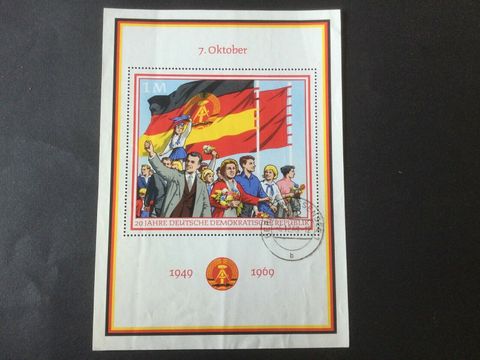 7. Oktober
1 M
20 JAHRE DEUTSCHE DEMOKRATISCHE REPUBLIK
b
1949 1969